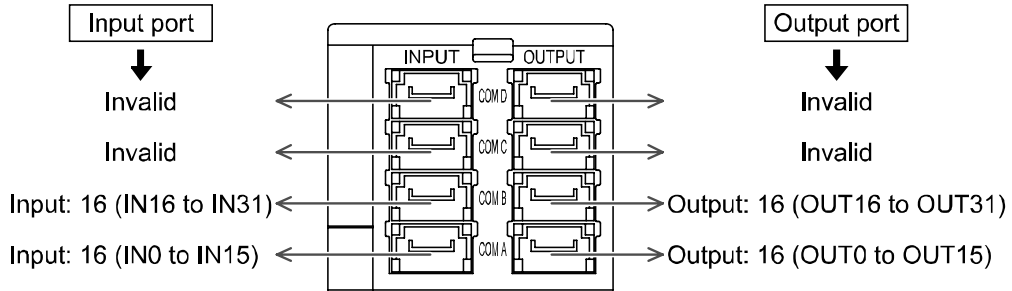 Input port
Output port
INPUT
OUTPUT
Invalid
COM D
Invalid
Invalid
COM C
Invalid
Input: 16 (IN16 to IN31)
COM B
Output: 16 (OUT16 to OUT31)
Input: 16 (IN0 to IN15)
COM A
Output: 16 (OUT0 to OUT15)